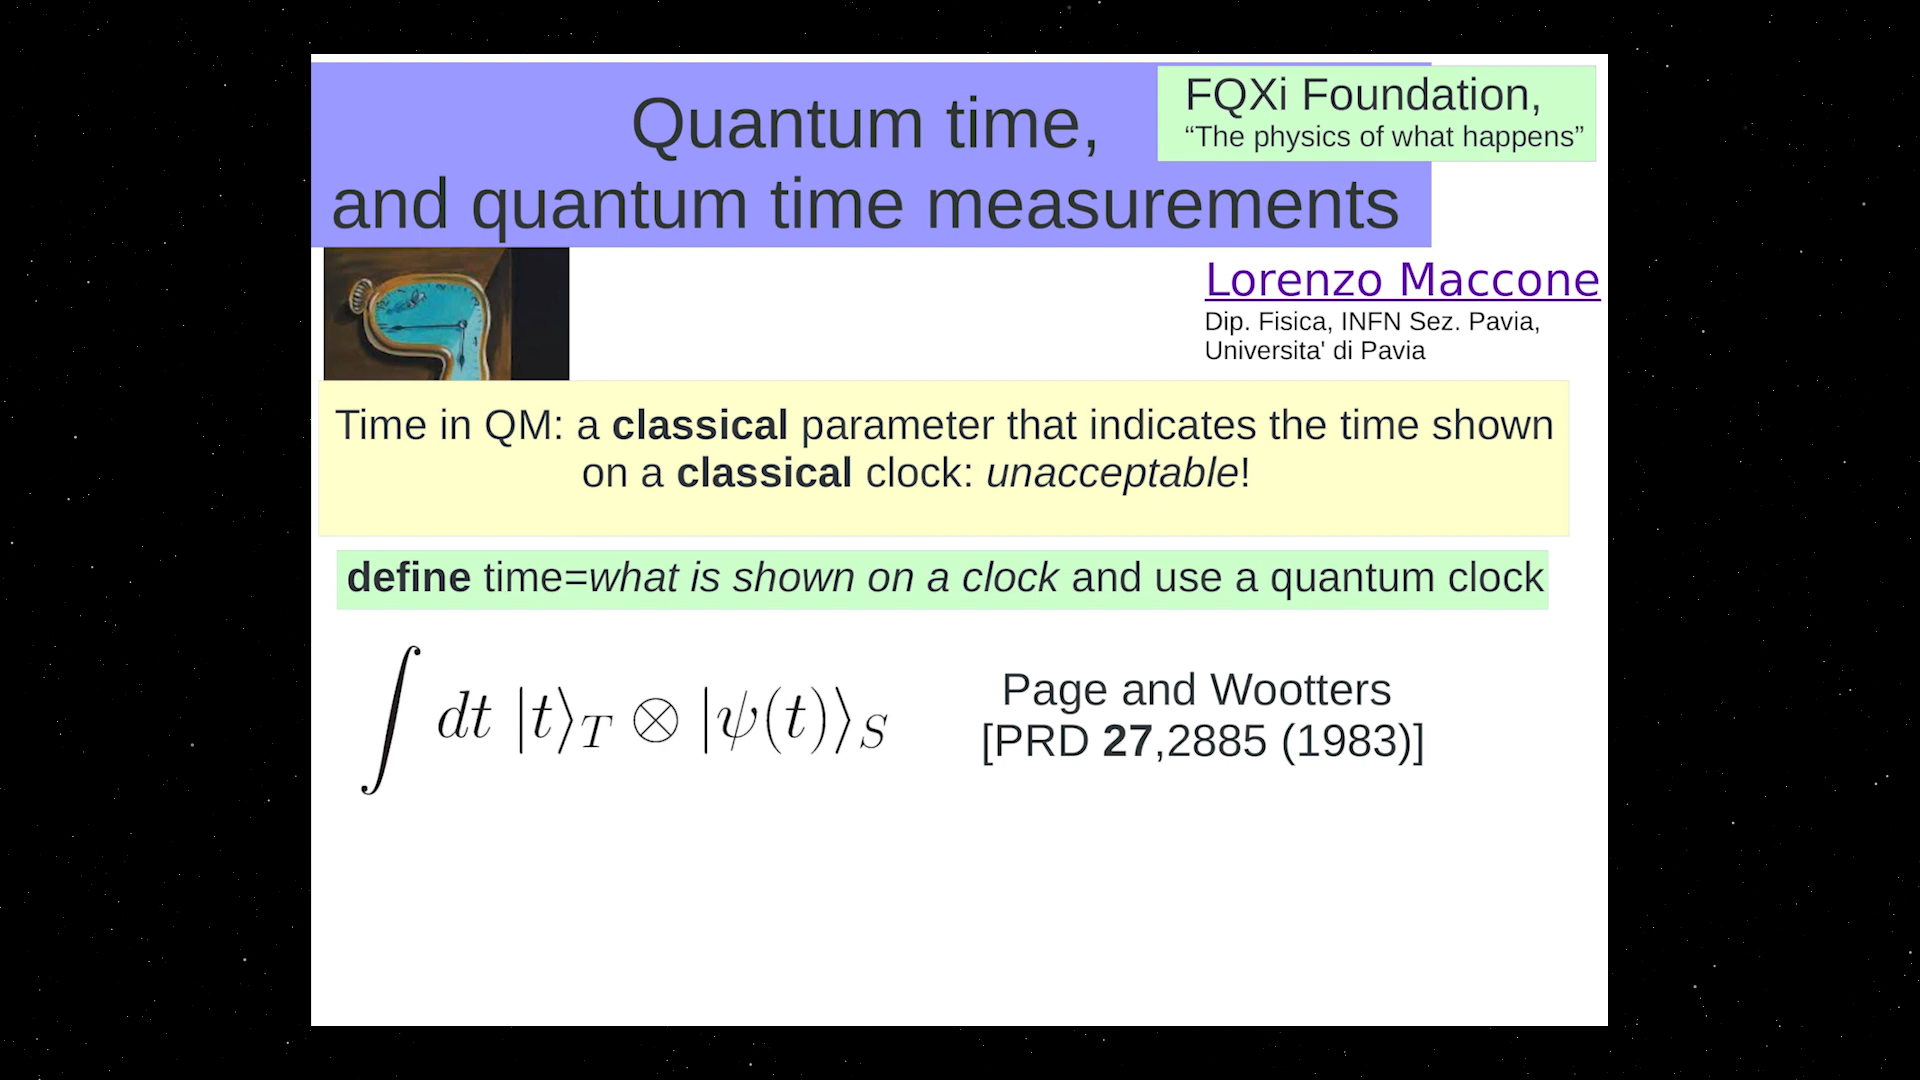 Quantum time,
and quantum time measurements
FQXi Foundation,
“The physics of what happens”
Lorenzo Maccone
Dip. Fisica, INFN Sez. Pavia,
Universita' di Pavia
Time in QM: a classical parameter that indicates the time shown
on a classical clock: unacceptable!
define time=what is shown on a clock and use a quantum clock
∫ dt |t⟩_T ⊗ |ψ(t)⟩_S
Page and Wootters
[PRD 27,2885 (1983)]